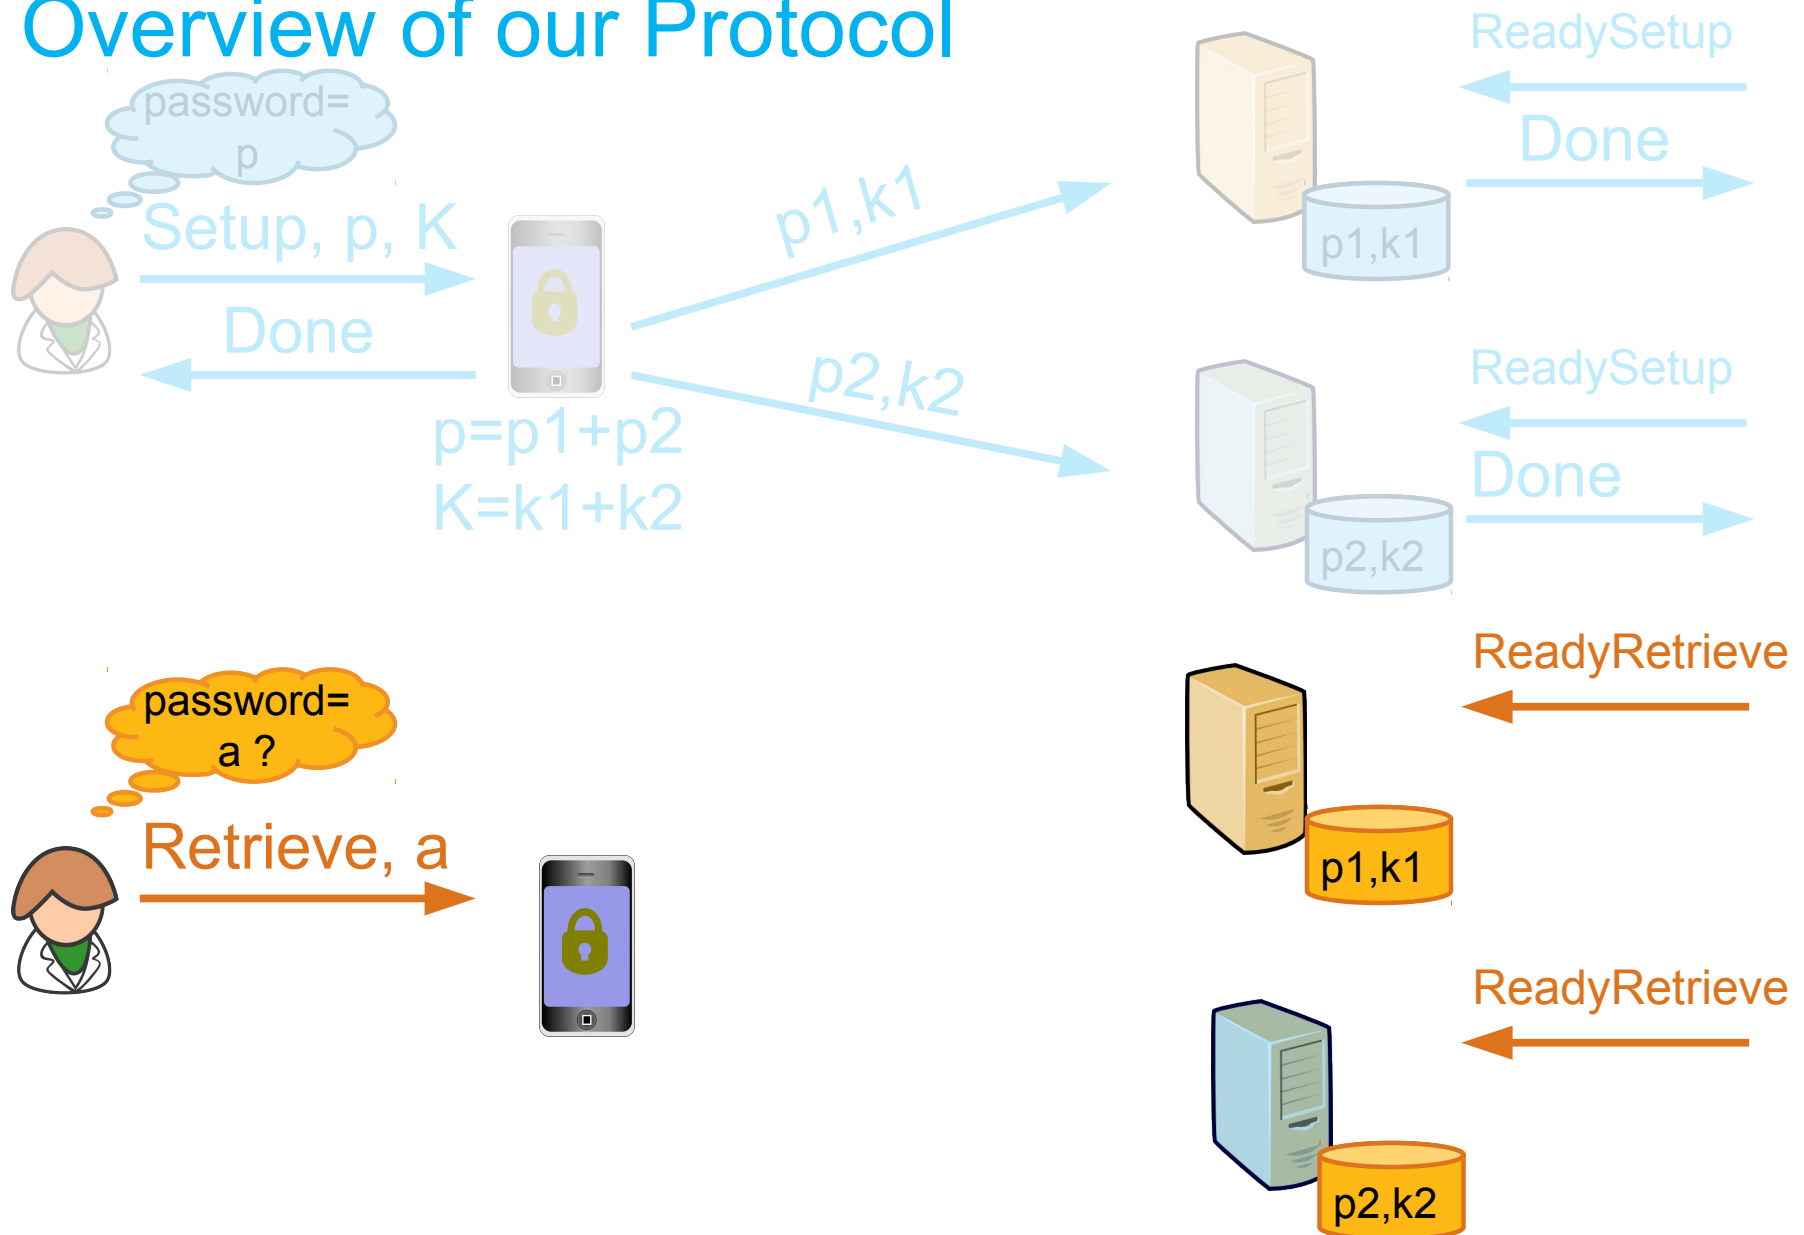 Overview of our Protocol
ReadySetup
password=
p
Done
Setup, p, K
p1,k1
p1,k1
Done
p2,k2
ReadySetup
p=p1+p2
K=k1+k2
Done
p2,k2
ReadyRetrieve
password=
a ?
Retrieve, a
p1,k1
ReadyRetrieve
p2,k2